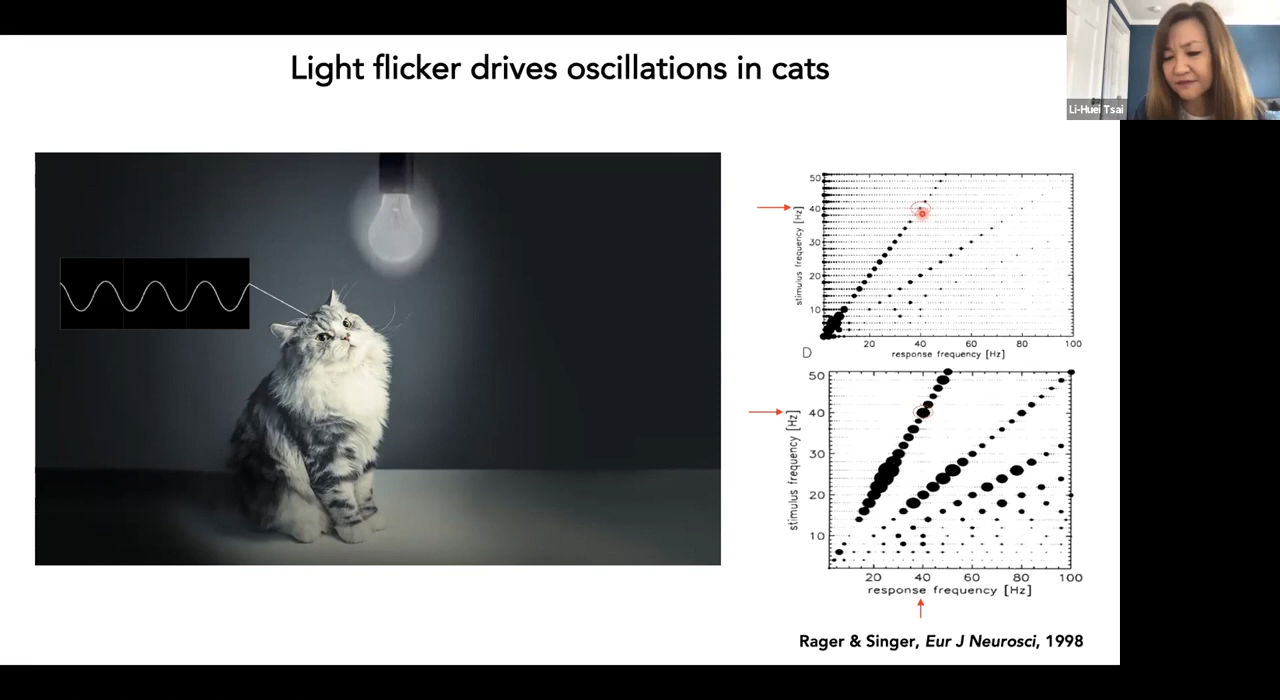 Light flicker drives oscillations in cats
Li-Huei Tsai
50
40
30
20
10
stimulus frequency [Hz]
20 40 60 80 100
response frequency [Hz]
D
50
40
30
20
10
stimulus frequency [Hz]
20 40 60 80 100
response frequency [Hz]
Rager & Singer, Eur J Neurosci, 1998